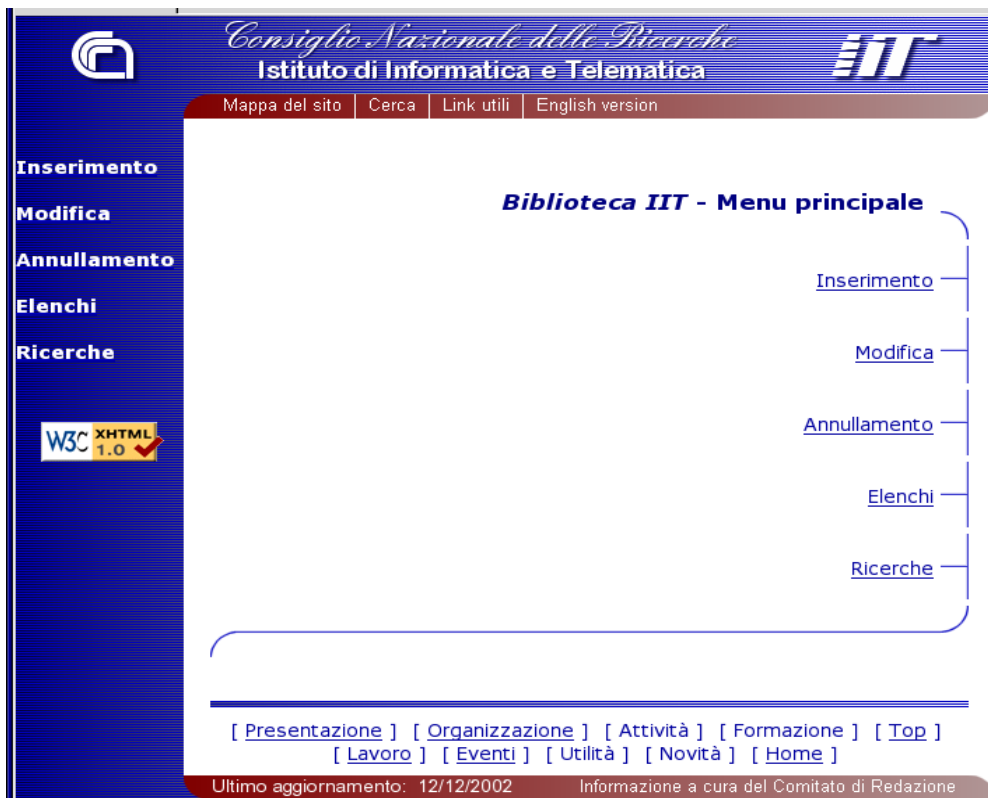 Consiglio Nazionale delle Ricerche
Istituto di Informatica e Telematica
IIT
Mappa del sito | Cerca | Link utili | English version
Inserimento
Modifica
Annullamento
Elenchi
Ricerche
W3C XHTML 1.0
Biblioteca IIT - Menu principale
Inserimento
Modifica
Annullamento
Elenchi
Ricerche
[ Presentazione ] [ Organizzazione ] [ Attività ] [ Formazione ] [ Top ]
[ Lavoro ] [ Eventi ] [ Utilità ] [ Novità ] [ Home ]
Ultimo aggiornamento: 12/12/2002 Informazione a cura del Comitato di Redazione